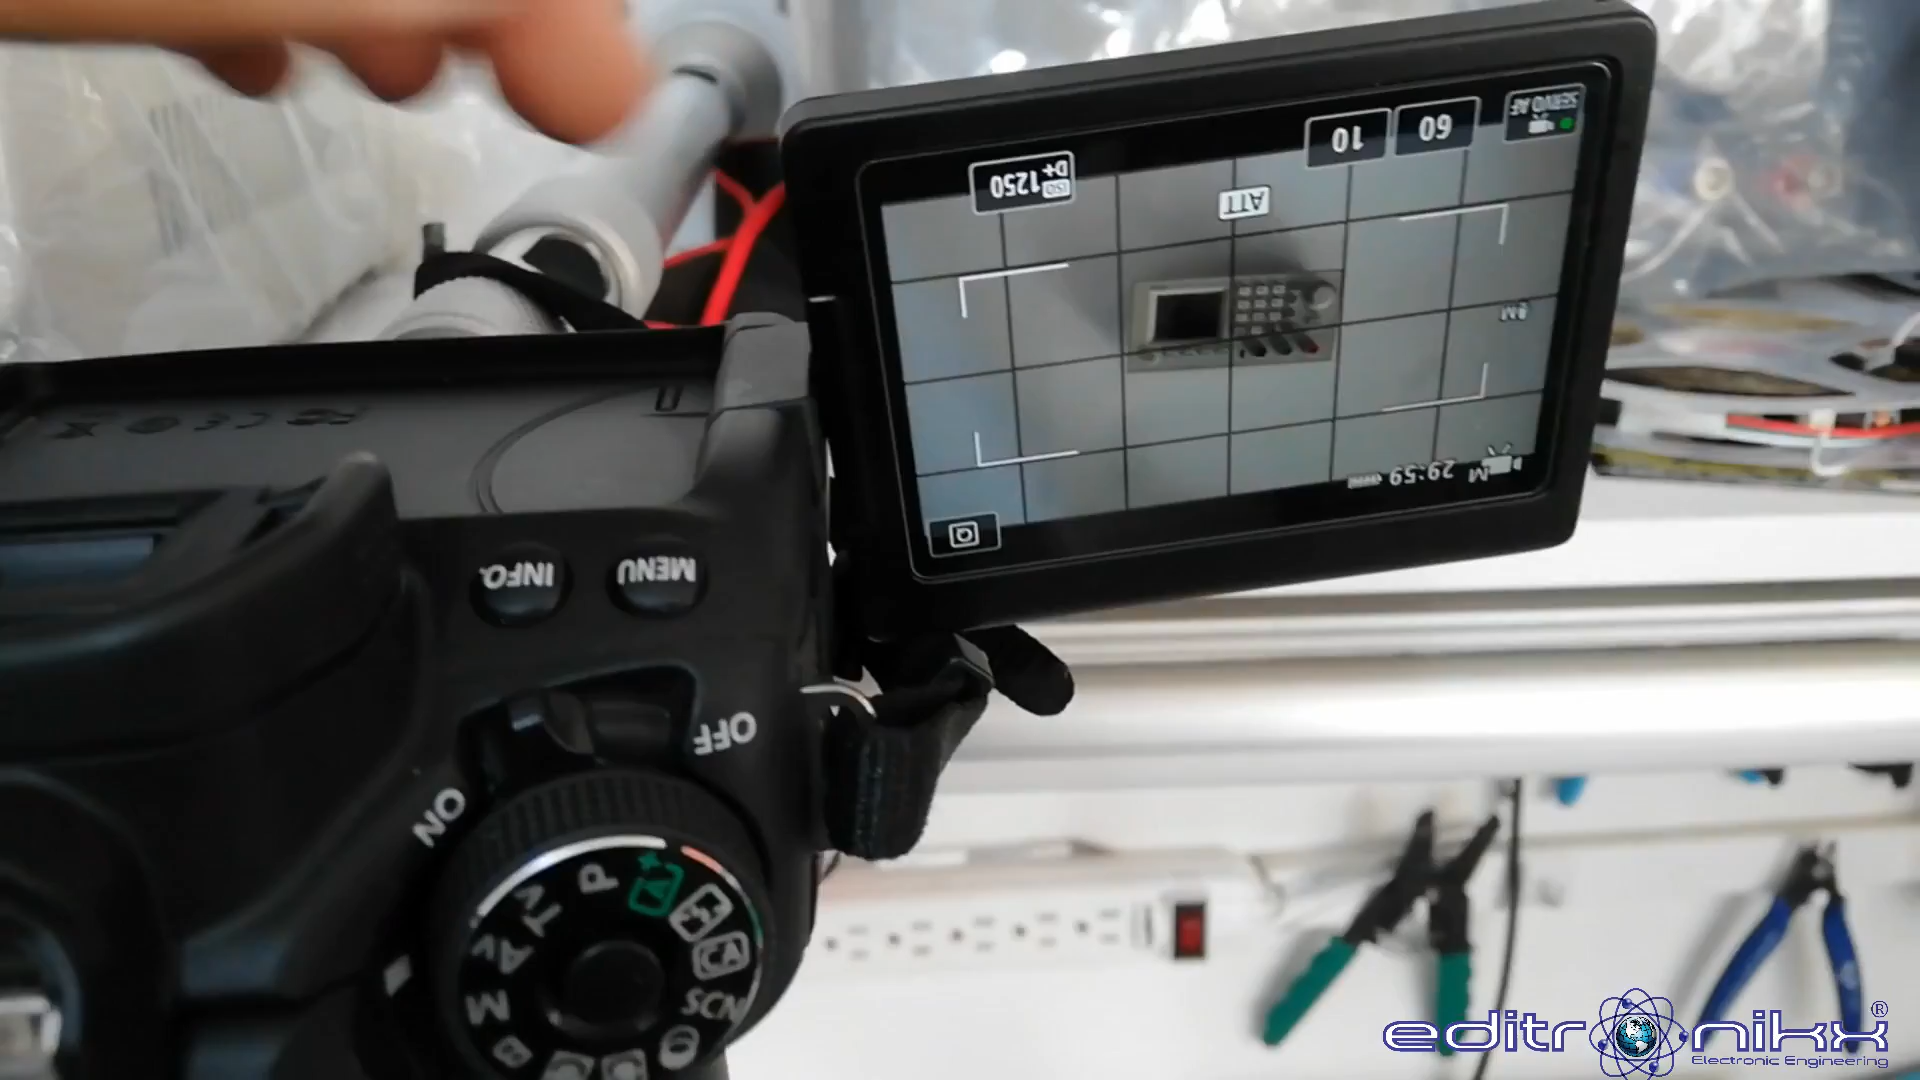 SERVO AF
60
10
ISO 1250
D+
ATT
M
29:59
Q
INFO.
MENU
OFF
ON
P
Tv
Av
M
CA
SCN
editronikx®
Electronic Engineering